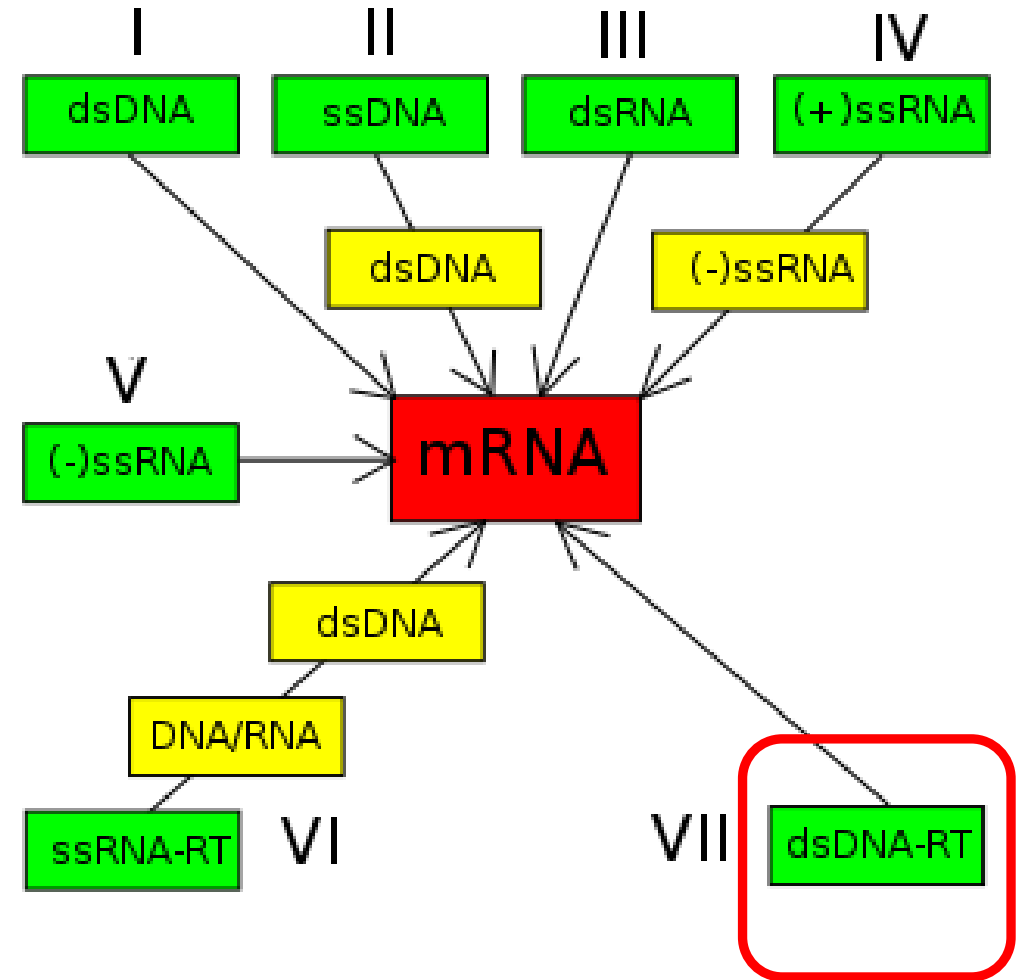 I
II
III
IV
dsDNA
ssDNA
dsRNA
(+)ssRNA
dsDNA
(-)ssRNA
V
(-)ssRNA
mRNA
dsDNA
DNA/RNA
ssRNA-RT
VI
VII
dsDNA-RT